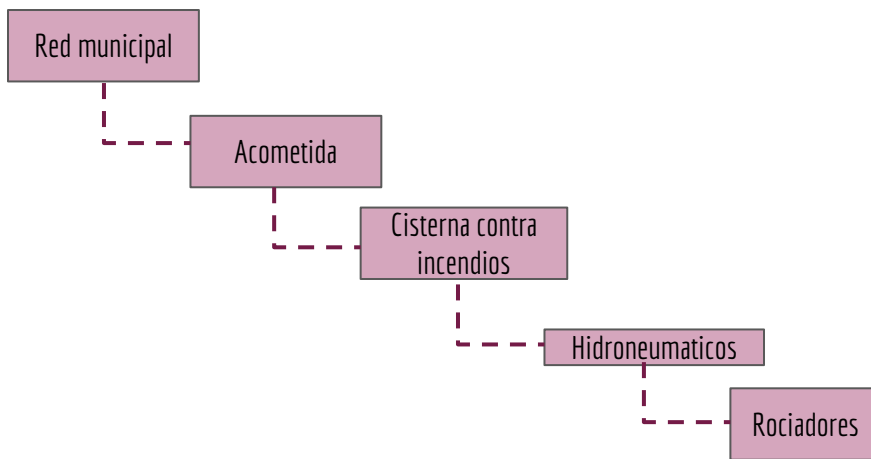 Red municipal
Acometida
Cisterna contra
incendios
Hidroneumaticos
Rociadores